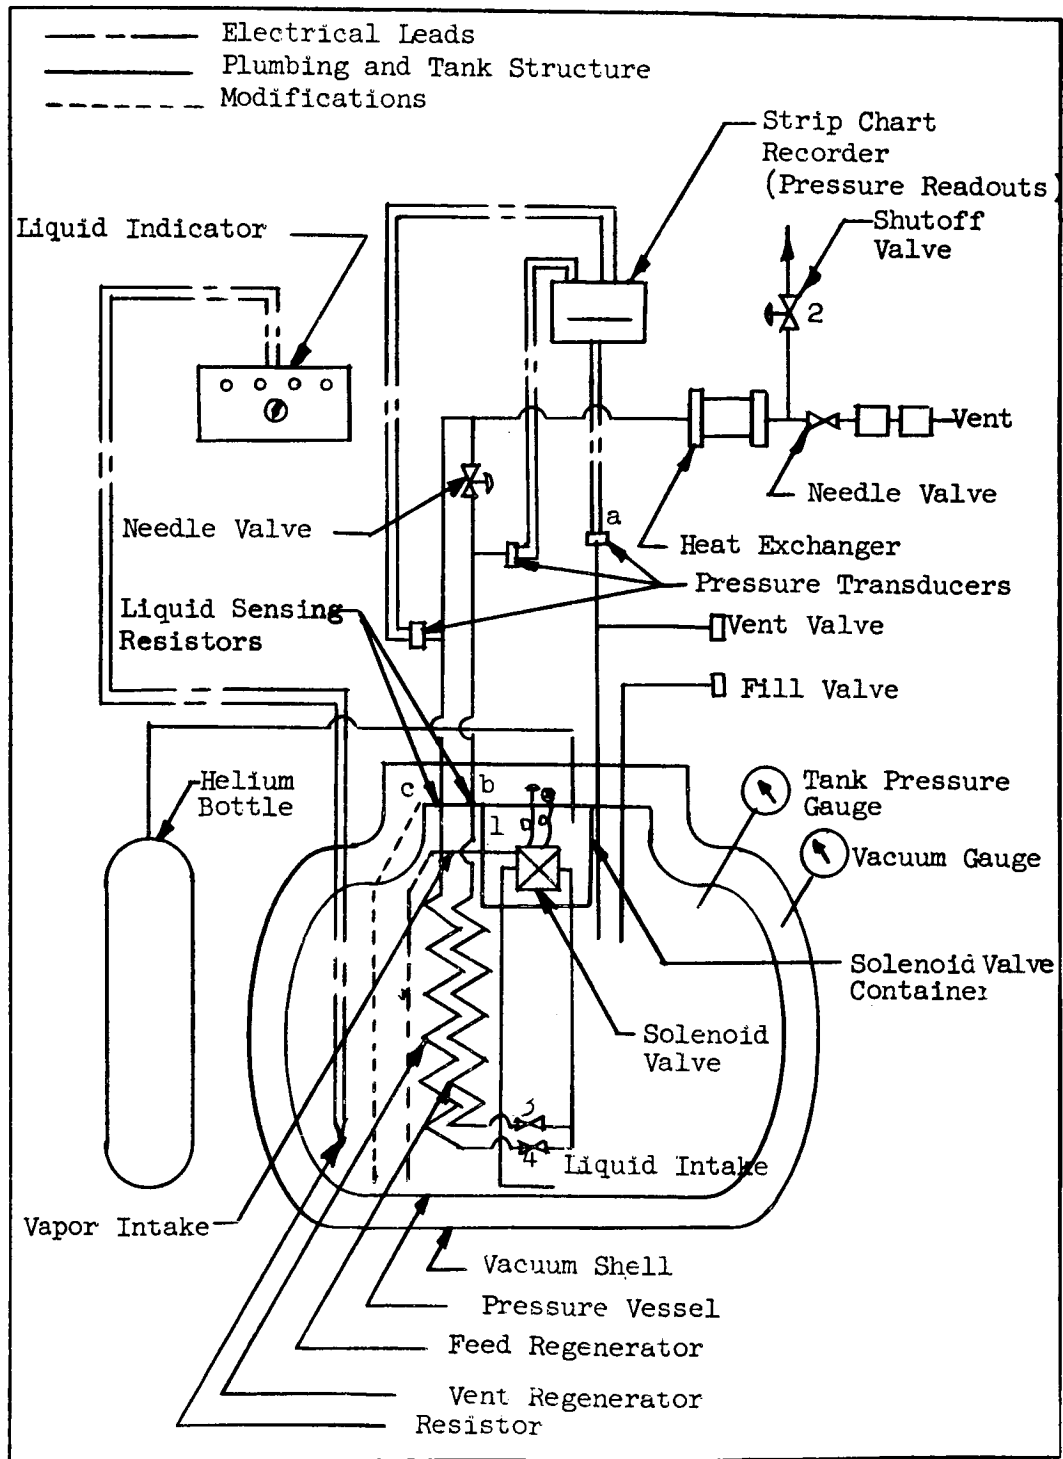 Electrical Leads
Plumbing and Tank Structure
Modifications
Strip Chart
Recorder
(Pressure Readouts)
Shutoff
Valve
Liquid Indicator
2
Vent
Needle Valve
Needle Valve
a
Heat Exchanger
Pressure Transducers
Liquid Sensing
Resistors
Vent Valve
Fill Valve
Helium
Bottle
c
b
1
Tank Pressure
Gauge
Vacuum Gauge
Solenoid Valve
Container
Solenoid
Valve
3
4
Liquid Intake
Vapor Intake
Vacuum Shell
Pressure Vessel
Feed Regenerator
Vent Regenerator
Resistor